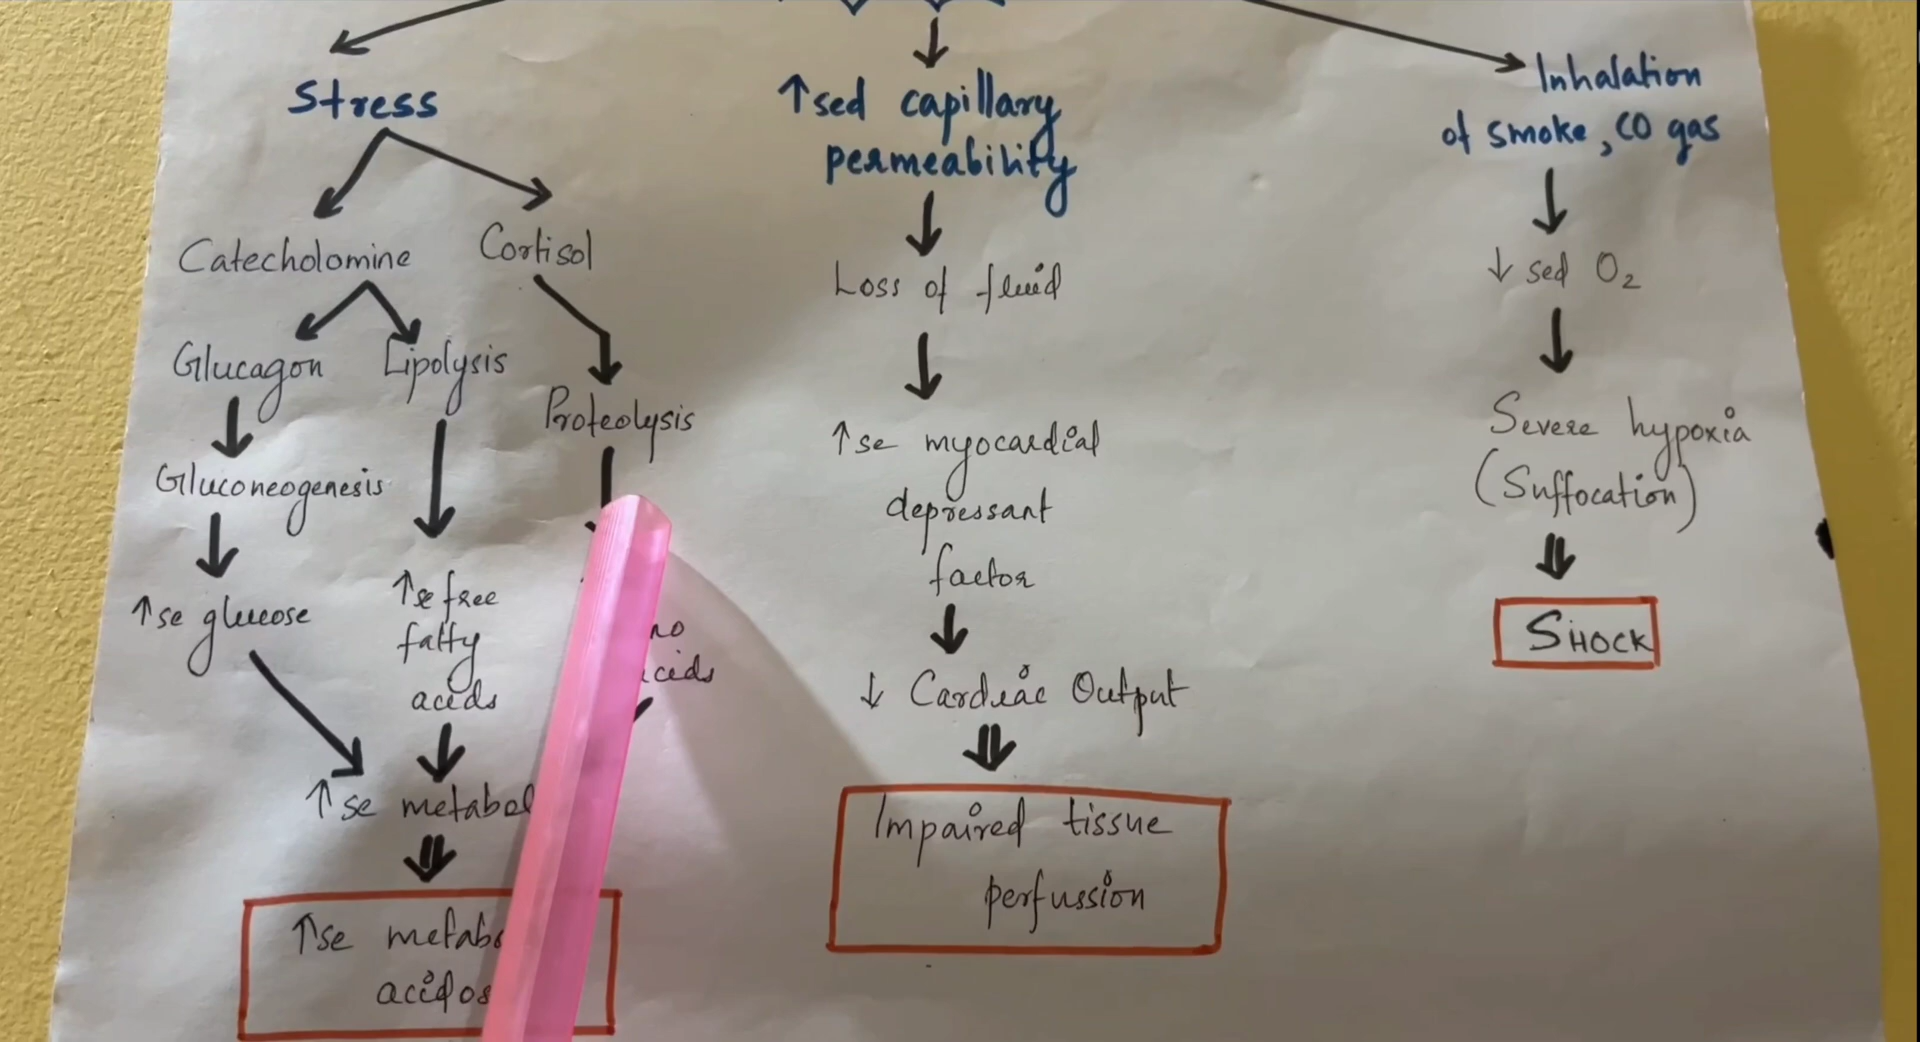 Stress
Catecholomine
Cortisol
Glucagon
Lipolysis
Proteolysis
Gluconeogenesis
↑se glucose
↑se free
fatty
acids
↑se
↑se
↑sed capillary
permeability
Loss of fluid
↑se myocardial
depressant
factor
↓ Cardiac Output
Impaired tissue
perfussion
Inhalation
of smoke, CO gas
↓ sed O₂
Severe hypoxia
(Suffocation)
SHOCK